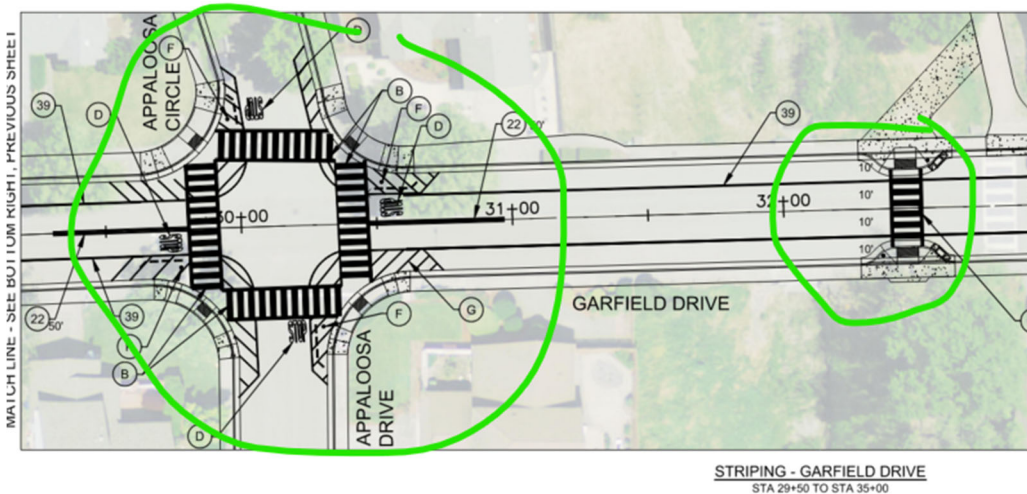 MATCH LINE - SEE BOTTOM RIGHT, PREVIOUS SHEET
APPALOOSA
CIRCLE
F
D
39
D
B
F
D
22
39
STOP
30+00
31+00
32+00
10'
10'
10'
10'
22 50'
39
F
B
D
STOP
F
G
GARFIELD DRIVE
APPALOOSA
DRIVE
STRIPING - GARFIELD DRIVE
STA 29+50 TO STA 35+00